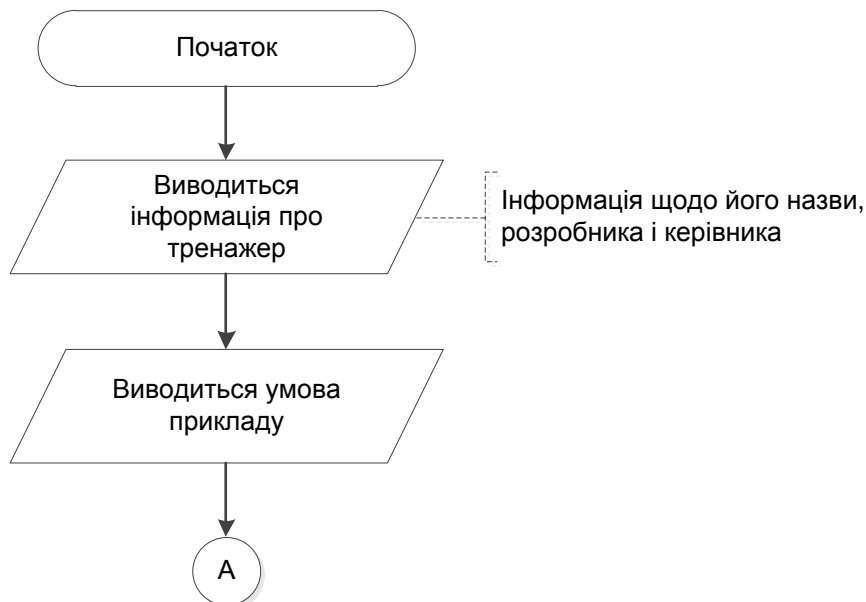 Початок
Виводиться
інформація про
тренажер
Інформація щодо його назви,
розробника і керівника
Виводиться умова
прикладу
А